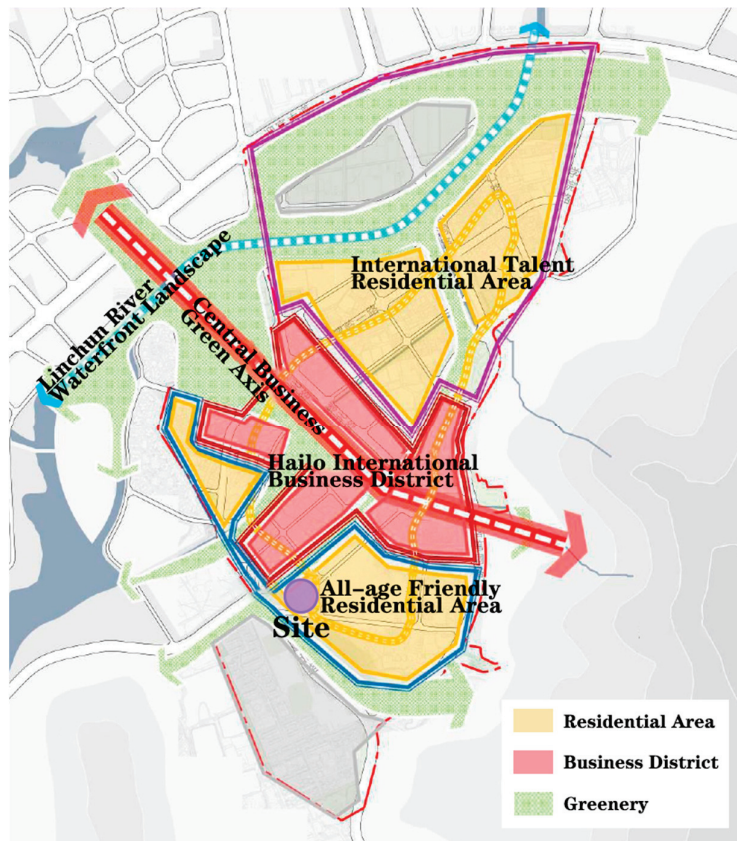 International Talent
Residential Area
Linchun River
Waterfront Landscape
Central Business
Green Axis
Hailo International
Business District
All-age Friendly
Residential Area
Site
Residential Area
Business District
Greenery